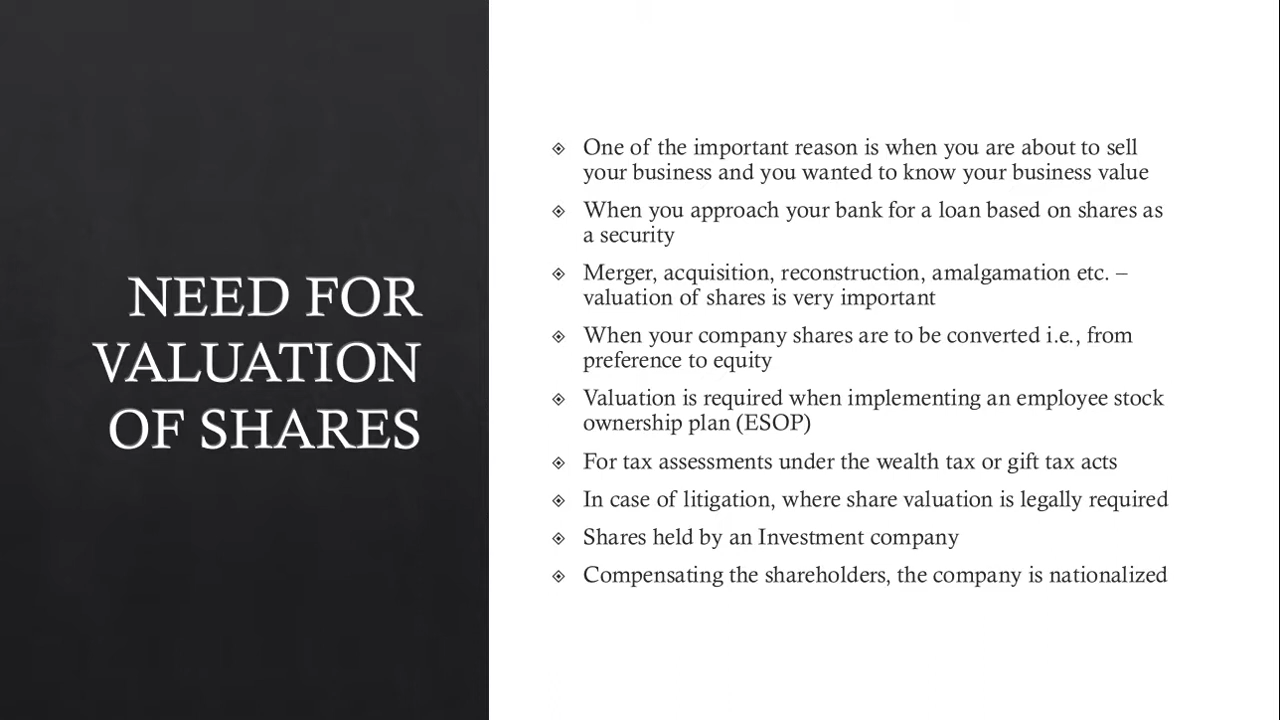 NEED FOR
VALUATION
OF SHARES
One of the important reason is when you are about to sell
your business and you wanted to know your business value
When you approach your bank for a loan based on shares as
a security
Merger, acquisition, reconstruction, amalgamation etc. –
valuation of shares is very important
When your company shares are to be converted i.e., from
preference to equity
Valuation is required when implementing an employee stock
ownership plan (ESOP)
For tax assessments under the wealth tax or gift tax acts
In case of litigation, where share valuation is legally required
Shares held by an Investment company
Compensating the shareholders, the company is nationalized